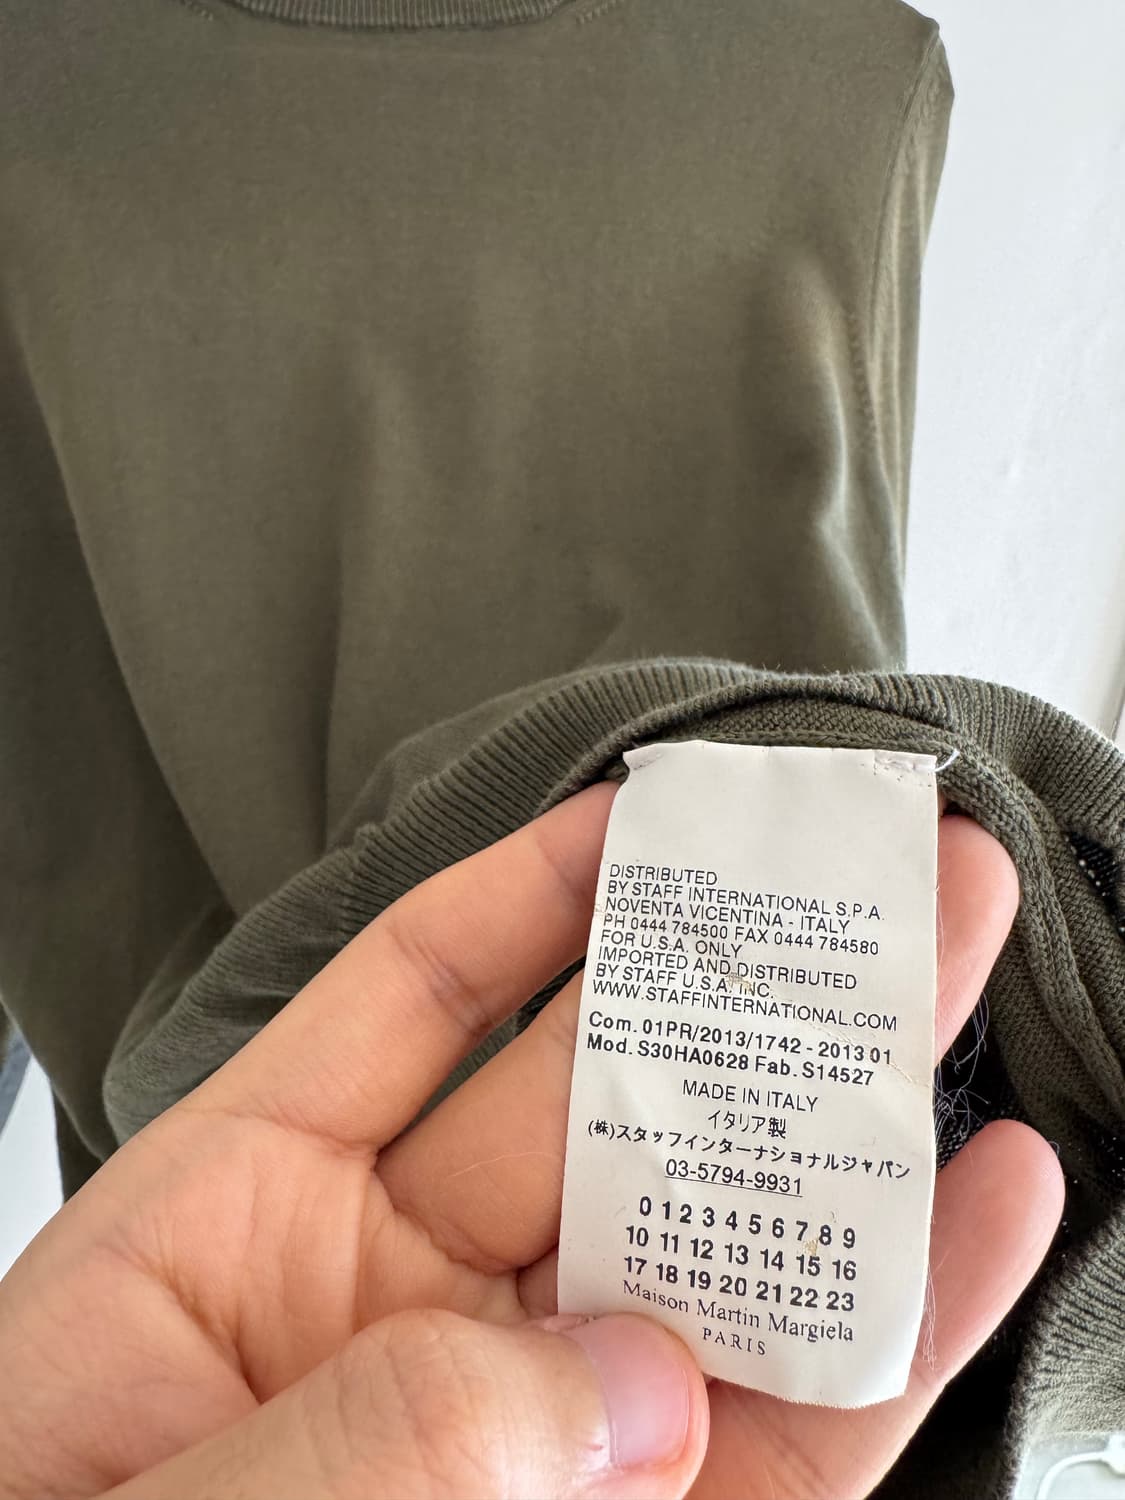 DISTRIBUTED
BY STAFF INTERNATIONAL S.P.A.
NOVENTA VICENTINA - ITALY
PH 0444 784500 FAX 0444 784580
FOR U.S.A. ONLY
IMPORTED AND DISTRIBUTED
BY STAFF U.S.A. INC.
WWW.STAFFINTERNATIONAL.COM
Com. 01PR/2013/1742 - 2013 01
Mod. S30HA0628 Fab. S14527
MADE IN ITALY
イタリア製
(株)スタッフインターナショナルジャパン
03-5794-9931
0 1 2 3 4 5 6 7 8 9
10 11 12 13 14 15 16
17 18 19 20 21 22 23
Maison Martin Margiela
PARIS